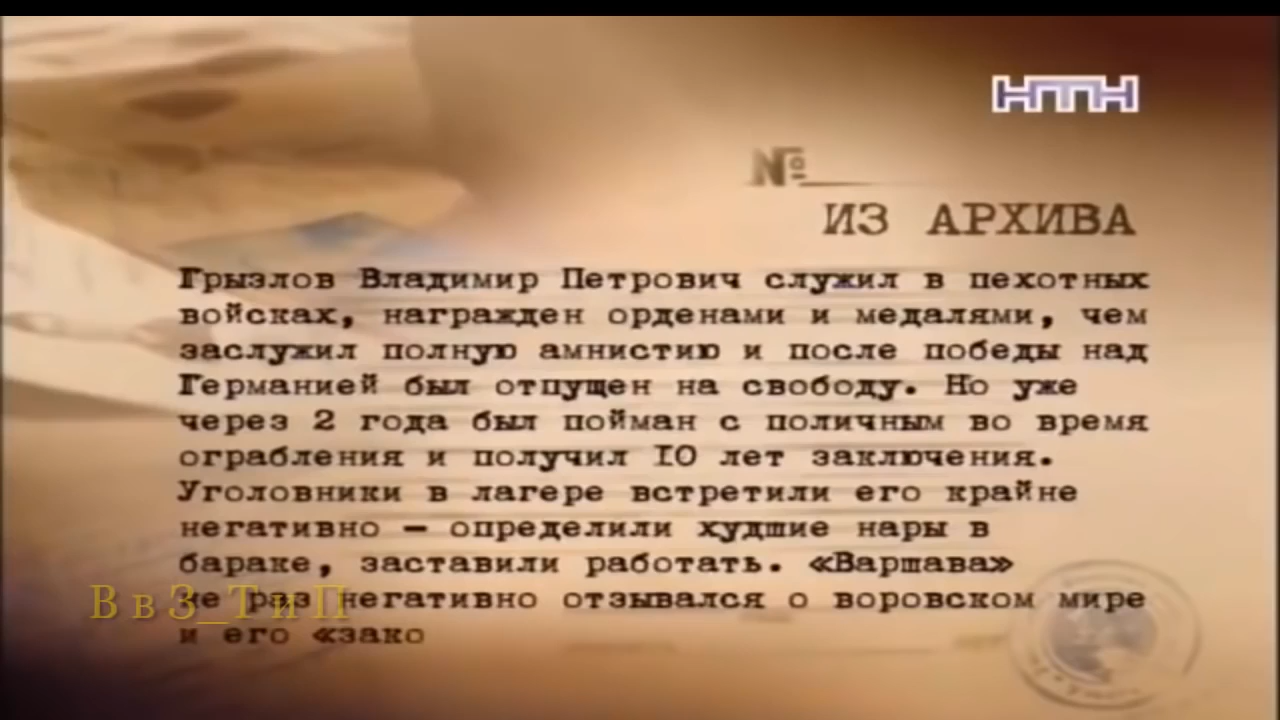 НТН
№
ИЗ АРХИВА
Грызлов Владимир Петрович служил в пехотных
войсках, награжден орденами и медалями, чем
заслужил полную амнистию и после победы над
Германией был отпущен на свободу. Но уже
через 2 года был пойман с поличным во время
ограбления и получил 10 лет заключения.
Уголовники в лагере встретили его крайне
негативно — определили худшие нары в
бараке, заставили работать. «Варшава»
не раз негативно отзывался о воровском мире
и его «зако
ВвЗ_ТиП